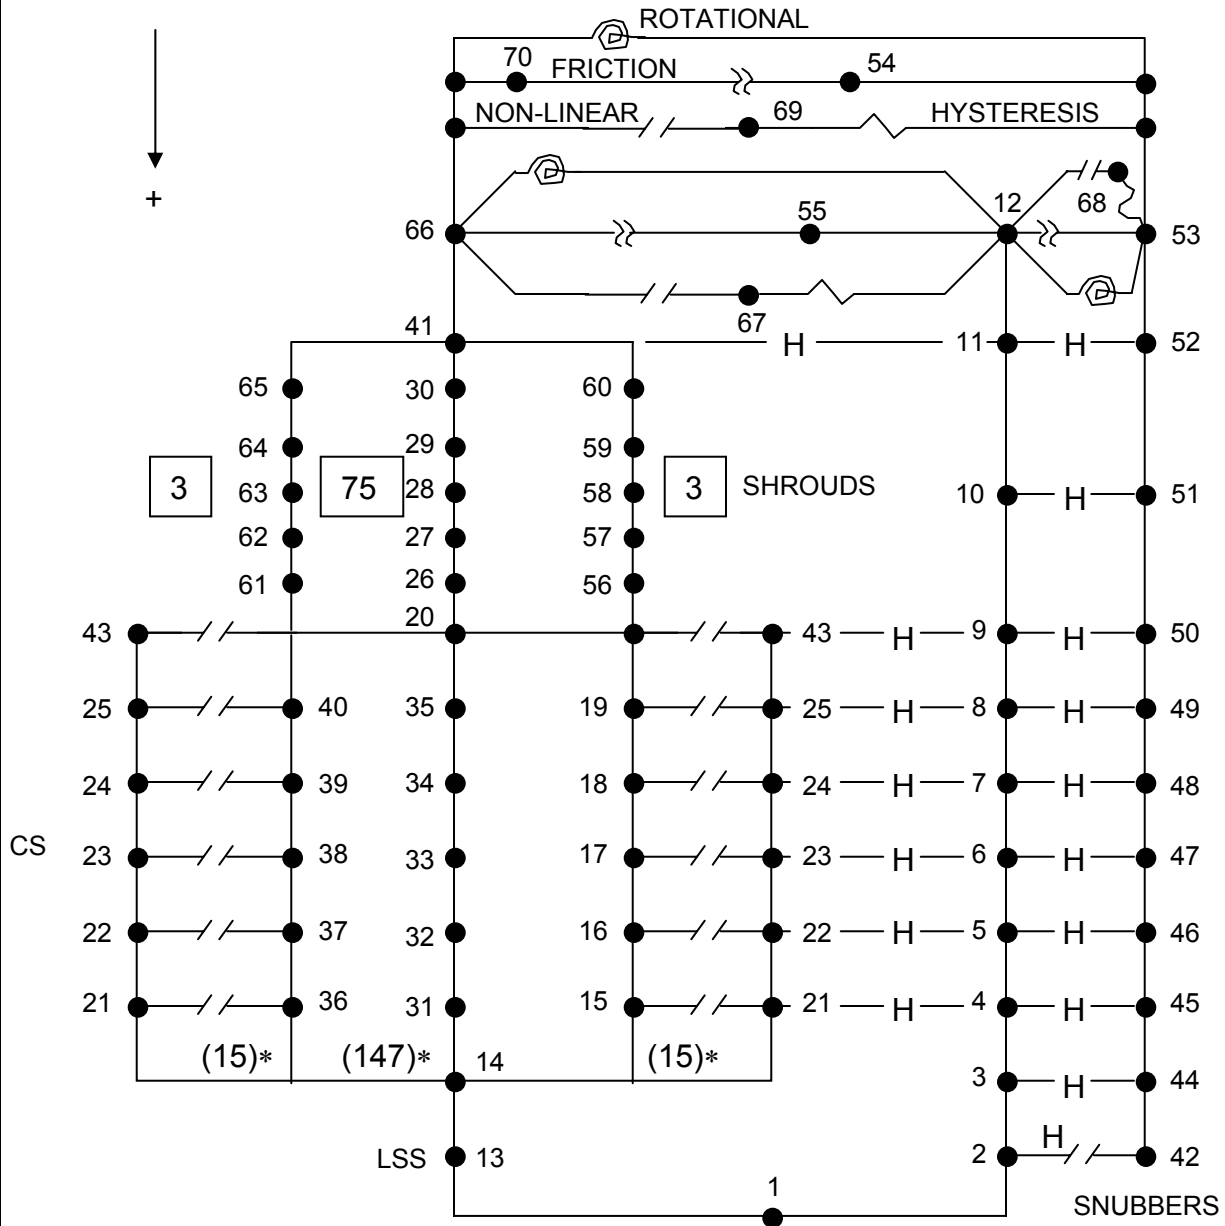 ROTATIONAL
70 FRICTION 54
NON-LINEAR 69 HYSTERESIS
+
66 55 12 68 53
67
41 H 11 H 52
65 30 60
64 29 59
3 63 75 28 58 3 SHROUDS 10 H 51
62 27 57
61 26 56
20
43 43 H 9 H 50
25 40 35 19 25 H 8 H 49
24 39 34 18 24 H 7 H 48
CS 23 38 33 17 23 H 6 H 47
22 37 32 16 22 H 5 H 46
21 36 31 15 21 H 4 H 45
(15)* (147)* 14 (15)* 3 H 44
LSS 13 2 H 42
1 SNUBBERS